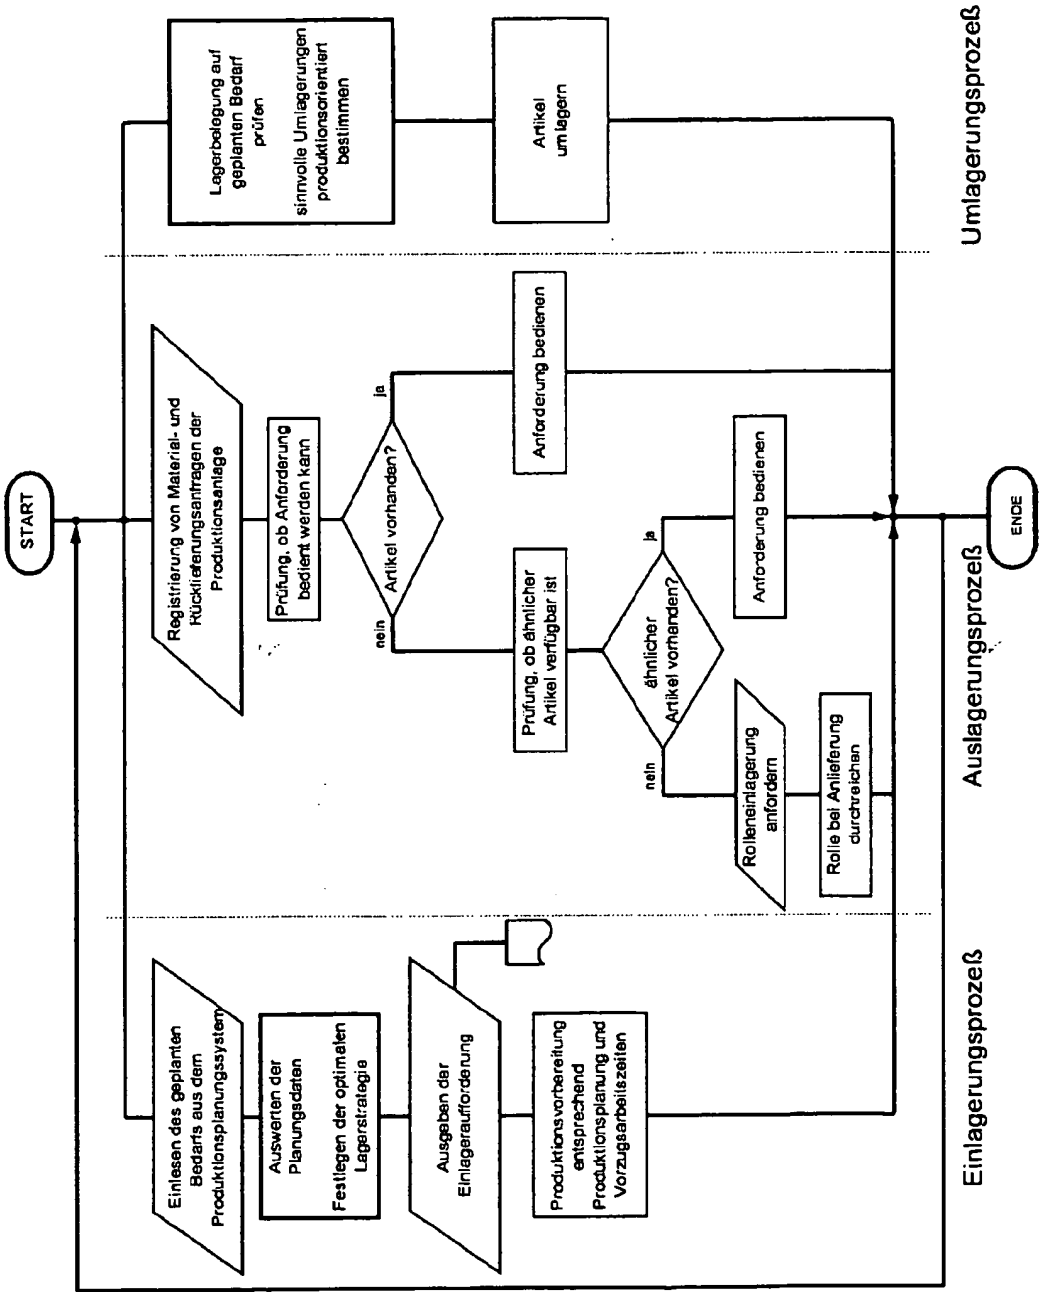 START
Einlesen des geplanten
Bedarfs aus dem
Produktionsplanungssystem
Auswerten der
Planungsdaten
Festlegen der optimalen
Lagerstrategie
Ausgeben der
Einlageraufforderung
Produktionsvorbereitung
entsprechend
Produktionsplanung und
Vorzugsarbeitszeiten
Einlagerungsprozeß
Registrierung von Material- und
Rücklieferungsantragen der
Produktionsanlage
Prüfung, ob Anforderung
bedient werden kann
Artikel vorhanden?
nein
ja
Prüfung, ob ähnlicher
Artikel verfügbar ist
Anforderung bedienen
ähnlicher
Artikel vorhanden?
nein
ja
Rolleneinlagerung
anfordern
Rolle bei Anlieferung
durchreichen
Anforderung bedienen
Auslagerungsprozeß
Lagerbelegung auf
geplanten Bedarf
prüfen
sinnvolle Umlagerungen
produktionsorientiert
bestimmen
Artikel
umlagern
Umlagerungsprozeß
ENDE